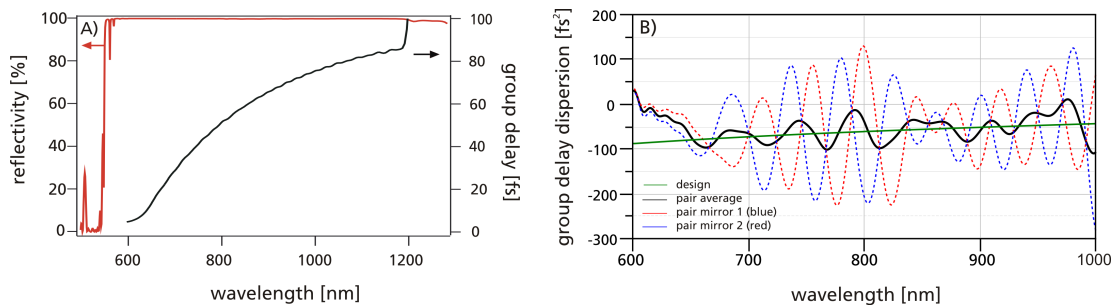 A)
100
80
60
40
20
0
reflectivity [%]
100
80
60
40
20
0
group delay [fs]
600
800
1000
1200
wavelength [nm]
B)
200
100
0
-100
-200
-300
group delay dispersion [fs²]
design
pair average
pair mirror 1 (blue)
pair mirror 2 (red)
600
700
800
900
1000
wavelength [nm]